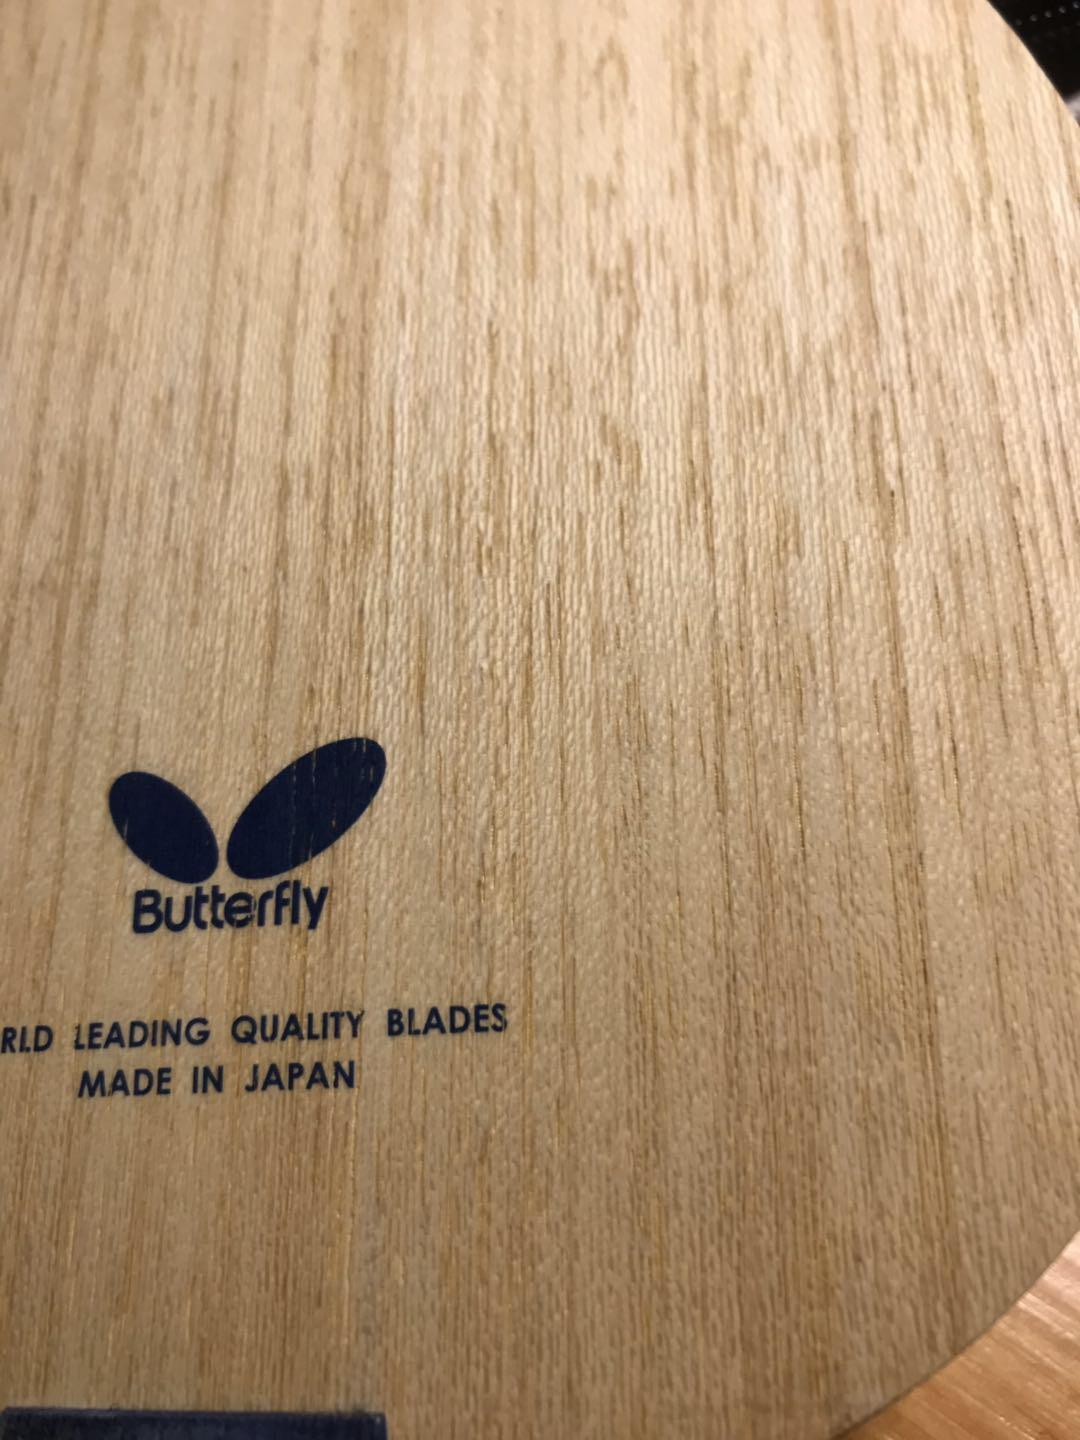 Butterfly
RLD LEADING QUALITY BLADES
MADE IN JAPAN